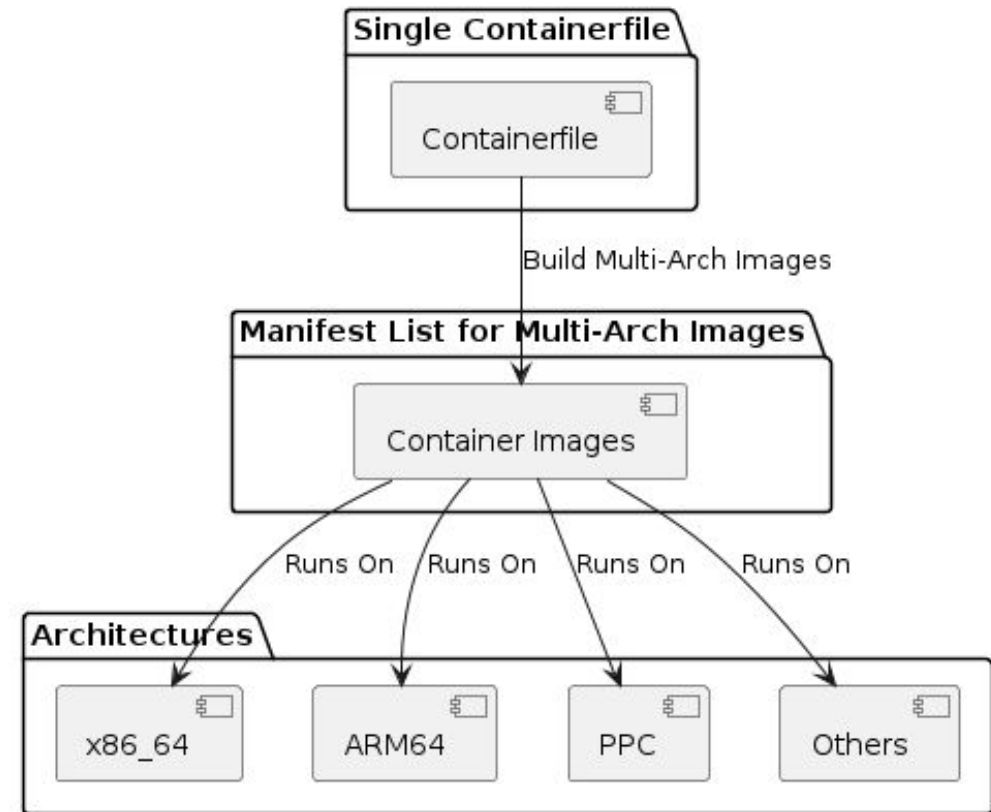 Single Containerfile
Containerfile
Build Multi-Arch Images
Manifest List for Multi-Arch Images
Container Images
Runs On
Runs On
Runs On
Runs On
Architectures
x86_64
ARM64
PPC
Others